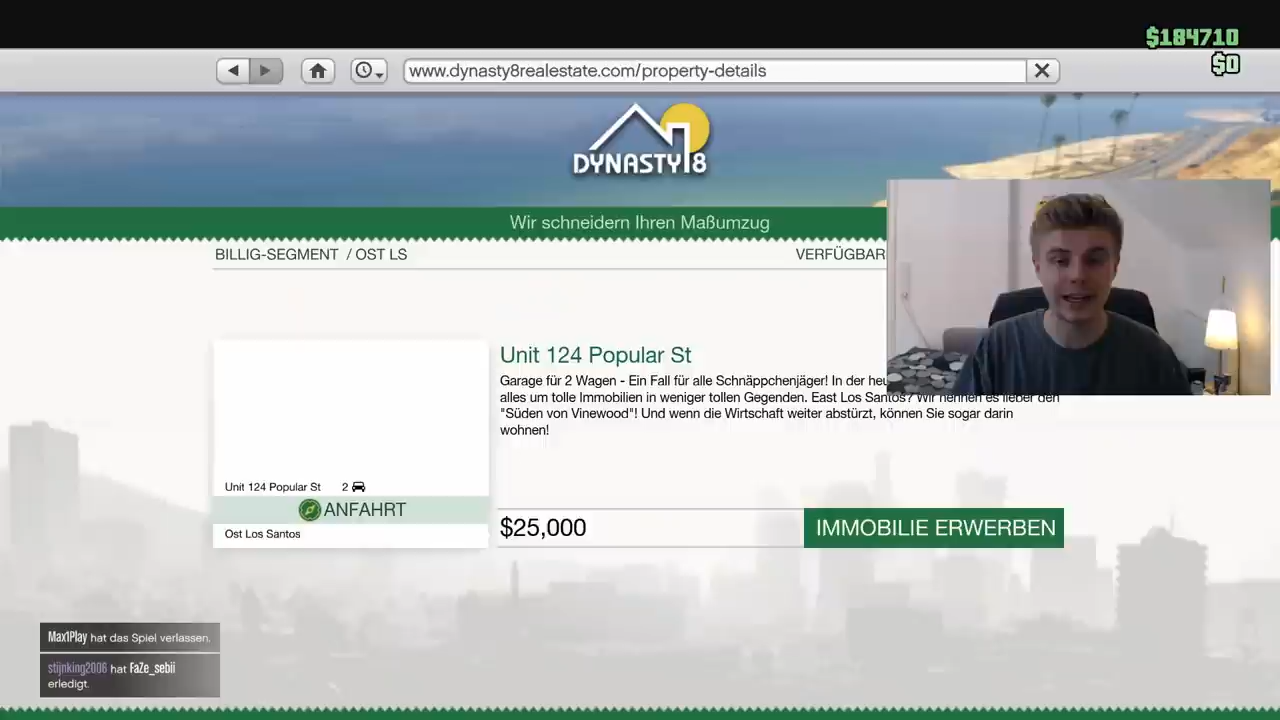 $184710
$0
www.dynasty8realestate.com/property-details
DYNASTY 8
Wir schneidern Ihren Maßumzug
BILLIG-SEGMENT / OST LS
VERFÜGBAR
Unit 124 Popular St
Garage für 2 Wagen - Ein Fall für alle Schnäppchenjäger! In der
alles um tolle Immobilien in weniger tollen Gegenden. East Los Santos? Wir nennen es lieber den
"Süden von Vinewood"! Und wenn die Wirtschaft weiter abstürzt, können Sie sogar darin
wohnen!
Unit 124 Popular St 2
ANFAHRT
Ost Los Santos
$25,000
IMMOBILIE ERWERBEN
Max1Play hat das Spiel verlassen.
stijnking2006 hat FaZe_sebii
erledigt.